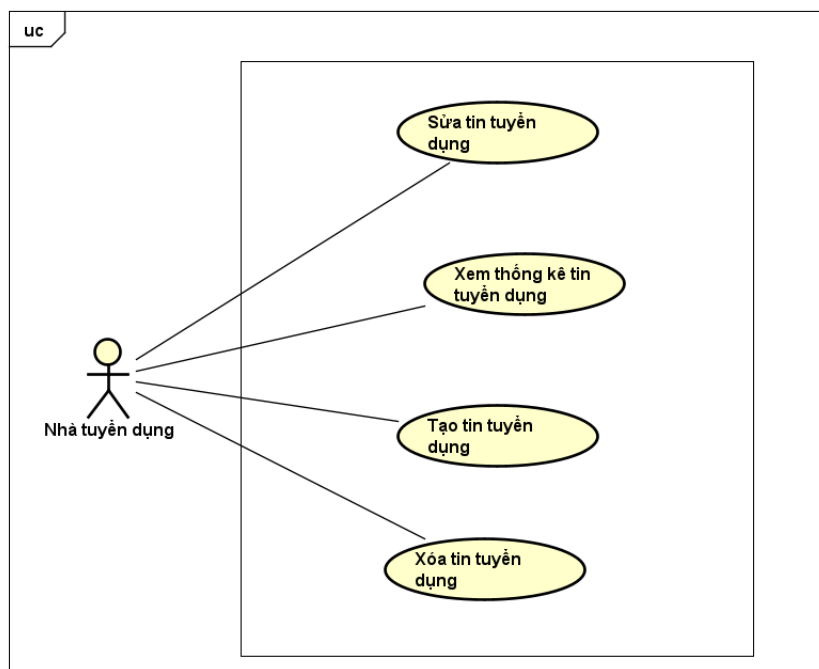 uc
Sửa tin tuyển
dụng
Xem thống kê tin
tuyển dụng
Nhà tuyển dụng
Tạo tin tuyển
dụng
Xóa tin tuyển
dụng